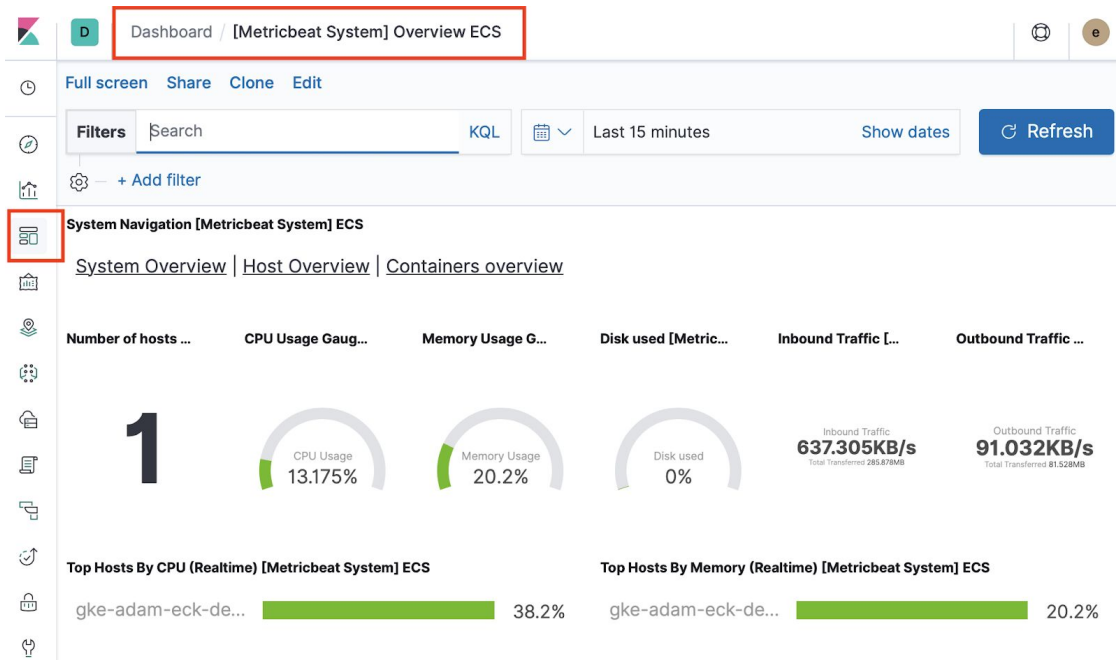 D Dashboard / [Metricbeat System] Overview ECS e
Full screen Share Clone Edit
Filters Search KQL Last 15 minutes Show dates Refresh
+ Add filter
System Navigation [Metricbeat System] ECS
System Overview | Host Overview | Containers overview
Number of hosts ... CPU Usage Gaug... Memory Usage G... Disk used [Metric... Inbound Traffic [... Outbound Traffic ...
1
CPU Usage
13.175%
Memory Usage
20.2%
Disk used
0%
Inbound Traffic
637.305KB/s
Total Transferred 285.878MB
Outbound Traffic
91.032KB/s
Total Transferred 81.528MB
Top Hosts By CPU (Realtime) [Metricbeat System] ECS
gke-adam-eck-de... 38.2%
Top Hosts By Memory (Realtime) [Metricbeat System] ECS
gke-adam-eck-de... 20.2%